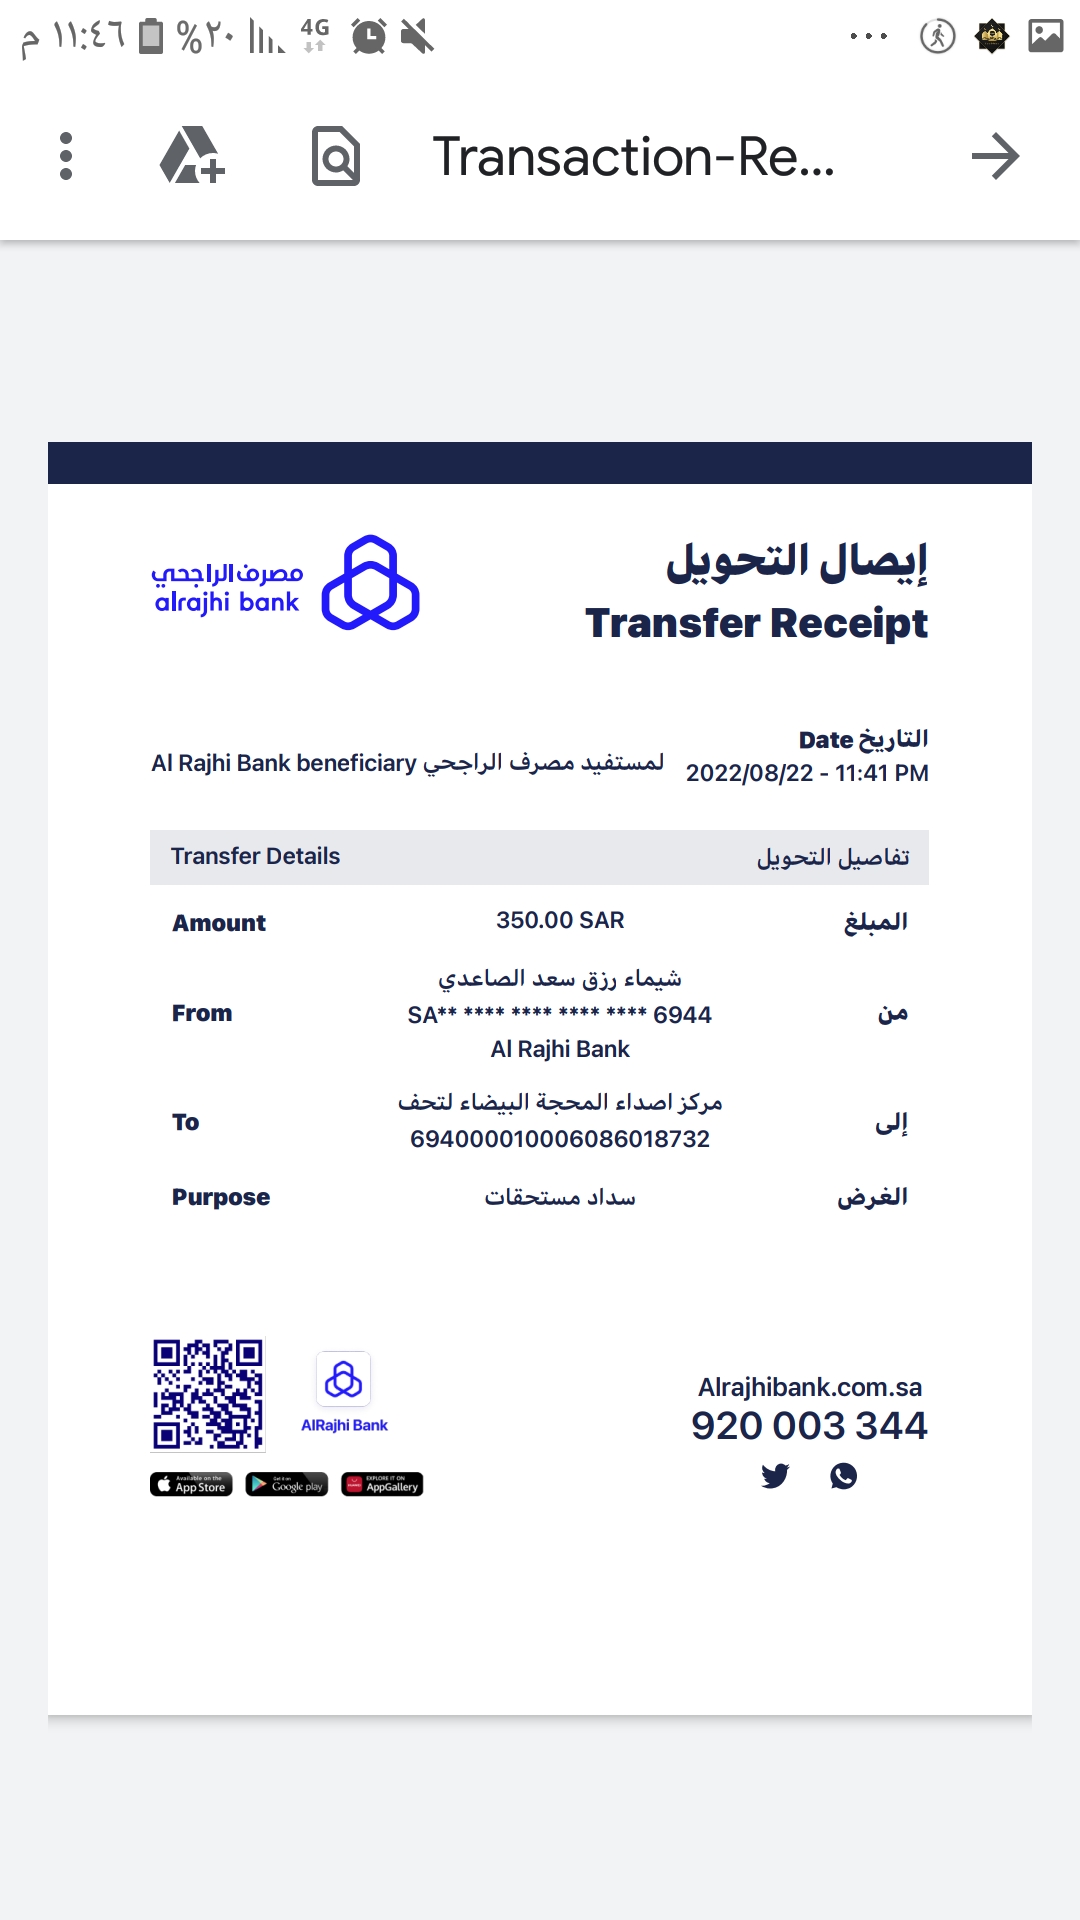 ١١:٤٦ م %٢٠ 4G
Transaction-Re...
مصرف الراجحي
alrajhi bank
إيصال التحويل
Transfer Receipt
التاريخ Date
2022/08/22 - 11:41 PM
Al Rajhi Bank beneficiary لمستفيد مصرف الراجحي
Transfer Details تفاصيل التحويل
Amount 350.00 SAR المبلغ
شيماء رزق سعد الصاعدي
From SA** **** **** **** **** 6944 من
Al Rajhi Bank
مركز اصداء المحجة البيضاء لتحف
To إلى
694000010006086018732
Purpose سداد مستحقات الغرض
AlRajhi Bank
Available on the App Store
Get it on Google play
EXPLORE IT ON AppGallery
Alrajhibank.com.sa
920 003 344